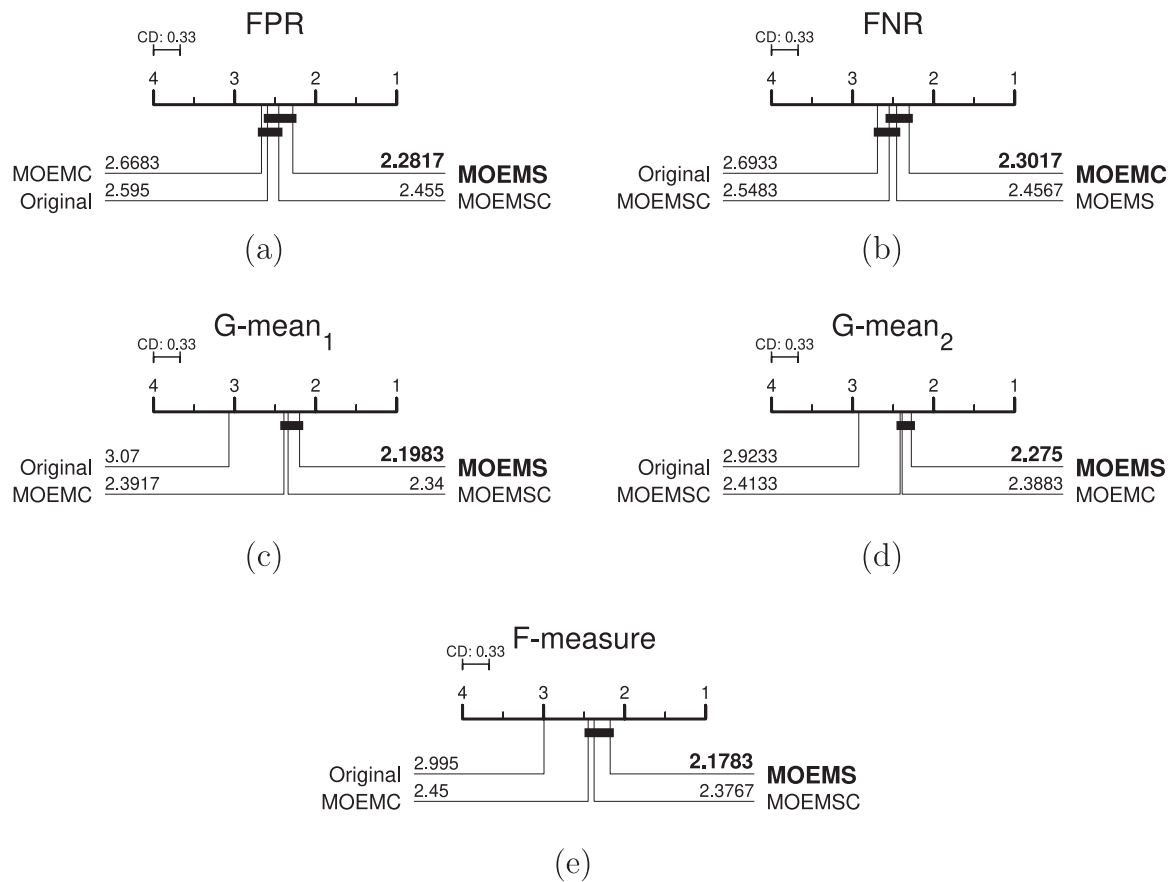 FPR
CD: 0.33
4 3 2 1
MOEMC 2.6683 2.2817 MOEMS
Original 2.595 2.455 MOEMSC
(a)
FNR
CD: 0.33
4 3 2 1
Original 2.6933 2.3017 MOEMC
MOEMSC 2.5483 2.4567 MOEMS
(b)
G-mean1
CD: 0.33
4 3 2 1
Original 3.07 2.1983 MOEMS
MOEMC 2.3917 2.34 MOEMSC
(c)
G-mean2
CD: 0.33
4 3 2 1
Original 2.9233 2.275 MOEMS
MOEMSC 2.4133 2.3883 MOEMC
(d)
F-measure
CD: 0.33
4 3 2 1
Original 2.995 2.1783 MOEMS
MOEMC 2.45 2.3767 MOEMSC
(e)